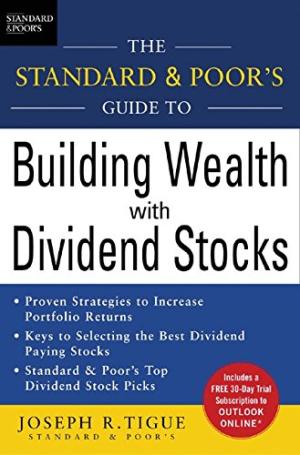 STANDARD
& POOR'S
THE
STANDARD & POOR'S
GUIDE TO
Building Wealth
with
Dividend Stocks
• Proven Strategies to Increase
Portfolio Returns
• Keys to Selecting the Best Dividend
Paying Stocks
• Standard & Poor's Top
Dividend Stock Picks
Includes a
FREE 30-Day Trial
Subscription to
OUTLOOK
ONLINE*
JOSEPH R. TIGUE
STANDARD & POOR'S